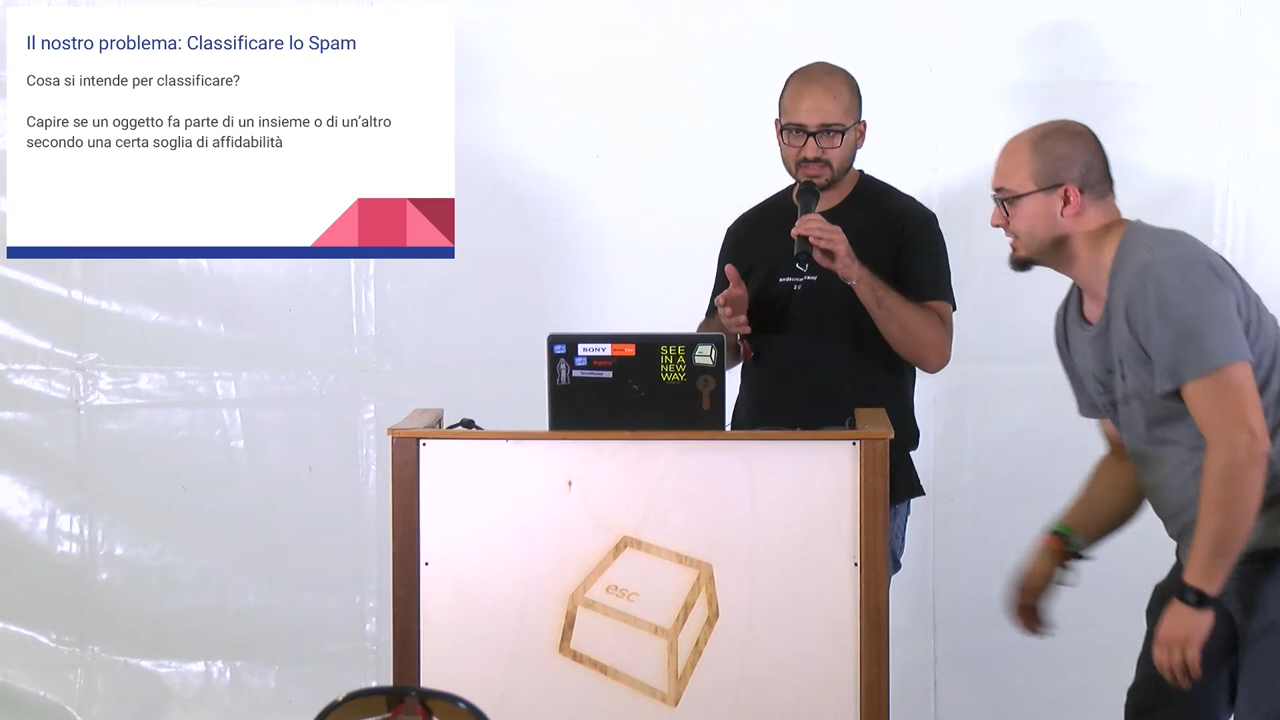 Il nostro problema: Classificare lo Spam
Cosa si intende per classificare?
Capire se un oggetto fa parte di un insieme o di un'altro
secondo una certa soglia di affidabilità
SONY
SEE
IN A
NEW
WAY.
esc